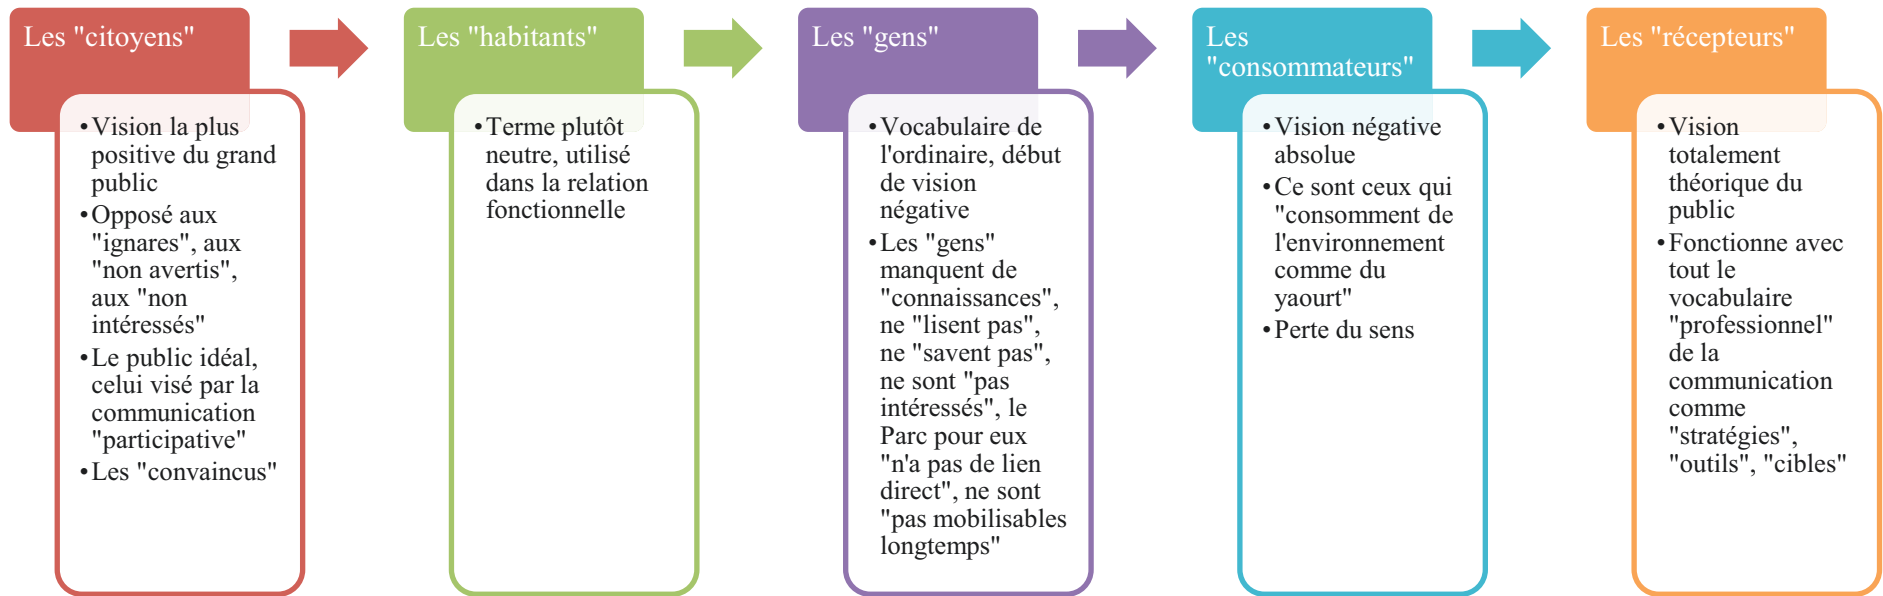 Les "citoyens"
•Vision la plus
positive du grand
public
•Opposé aux
"ignares", aux
"non avertis",
aux "non
intéressés"
•Le public idéal,
celui visé par la
communication
"participative"
•Les "convaincus"
Les "habitants"
•Terme plutôt
neutre, utilisé
dans la relation
fonctionnelle
Les "gens"
•Vocabulaire de
l'ordinaire, début
de vision
négative
•Les "gens"
manquent de
"connaissances",
ne "lisent pas",
ne "savent pas",
ne sont "pas
intéressés", le
Parc pour eux
"n'a pas de lien
direct", ne sont
"pas mobilisables
longtemps"
Les
"consommateurs"
•Vision négative
absolue
•Ce sont ceux qui
"consomment de
l'environnement
comme du
yaourt"
•Perte du sens
Les "récepteurs"
•Vision
totalement
théorique du
public
•Fonctionne avec
tout le
vocabulaire
"professionnel"
de la
communication
comme
"stratégies",
"outils", "cibles"